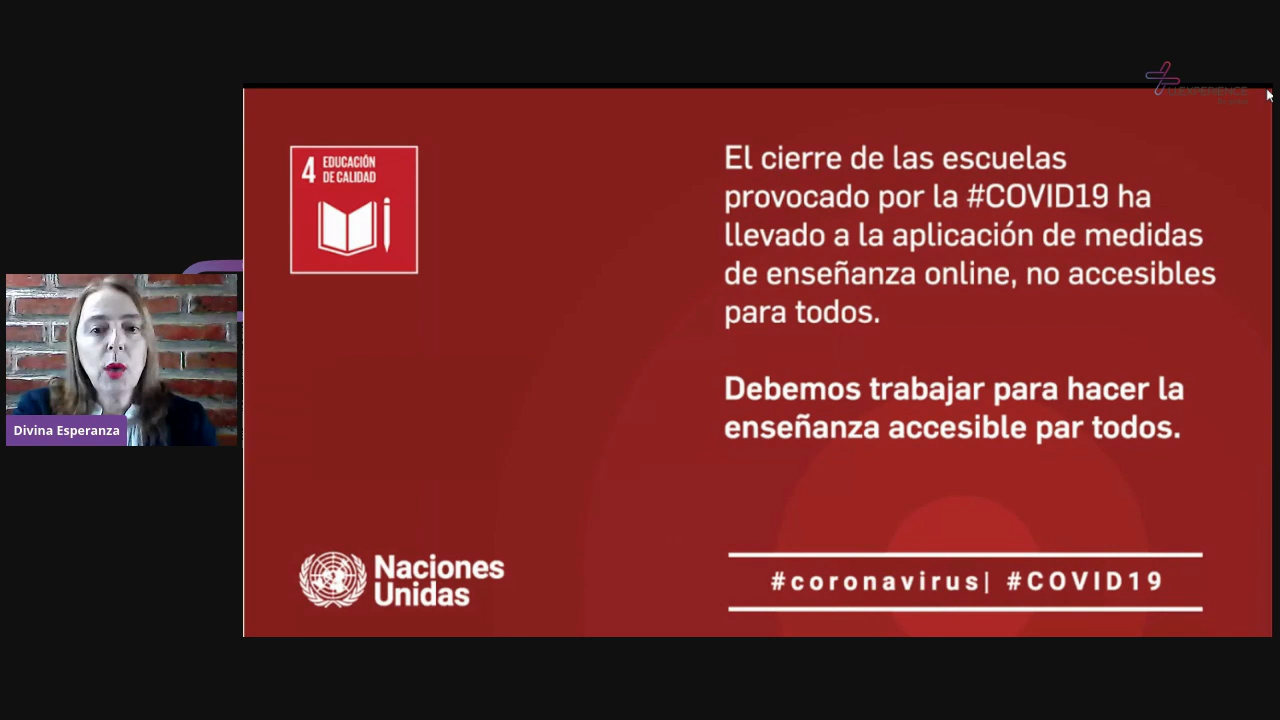 4 EDUCACIÓN
DE CALIDAD
El cierre de las escuelas
provocado por la #COVID19 ha
llevado a la aplicación de medidas
de enseñanza online, no accesibles
para todos.
Debemos trabajar para hacer la
enseñanza accesible par todos.
Divina Esperanza
Naciones
Unidas
#coronavirus| #COVID19